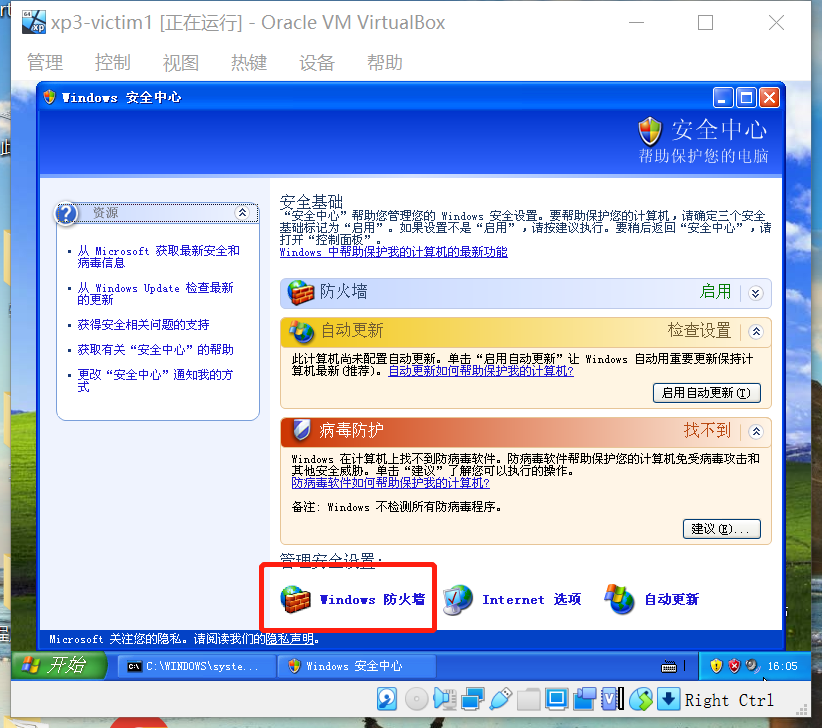 xp3-victim1 [正在运行] - Oracle VM VirtualBox
管理 控制 视图 热键 设备 帮助
Windows 安全中心
安全中心
帮助保护您的电脑
资源
从 Microsoft 获取最新安全和
病毒信息
从 Windows Update 检查最新
的更新
获得安全相关问题的支持
获取有关“安全中心”的帮助
更改“安全中心”通知我的方
式
安全基础
“安全中心”帮助您管理您的 Windows 安全设置。要帮助保护您的计算机，请确定三个安全
基础标记为“启用”。如果设置不是“启用”，请按建议执行。要稍后返回“安全中心”，请
打开“控制面板”。
Windows 中帮助保护我的计算机的最新功能
防火墙 启用
自动更新 检查设置
此计算机尚未配置自动更新。单击“启用自动更新”让 Windows 自动用重要更新保持计
算机最新(推荐)。自动更新如何帮助保护我的计算机?
启用自动更新(T)
病毒防护 找不到
Windows 在计算机上找不到防病毒软件。防病毒软件帮助保护您的计算机免受病毒攻击和
其他安全威胁。单击“建议”了解您可以执行的操作。
防病毒软件如何帮助保护我的计算机?
备注: Windows 不检测所有防病毒程序。
建议(E)...
管理安全设置:
Windows 防火墙 Internet 选项 自动更新
Microsoft 关注您的隐私。请阅读我们的隐私声明。
开始 C:\WINDOWS\syste... Windows 安全中心 16:05
Right Ctrl